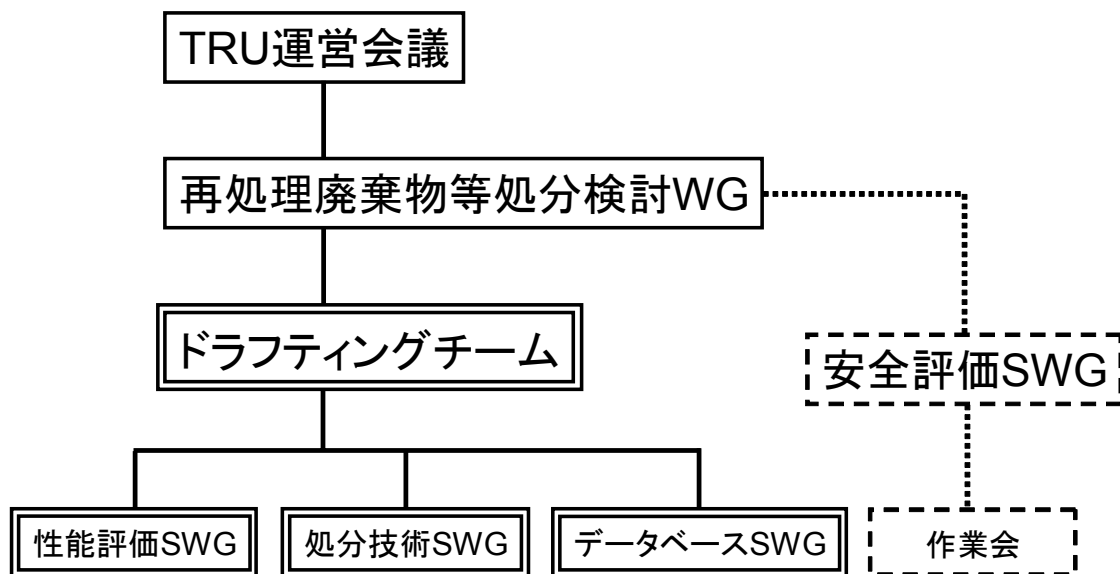 TRU運営会議
再処理廃棄物等処分検討WG
ドラフティングチーム
安全評価SWG
性能評価SWG
処分技術SWG
データベースSWG
作業会